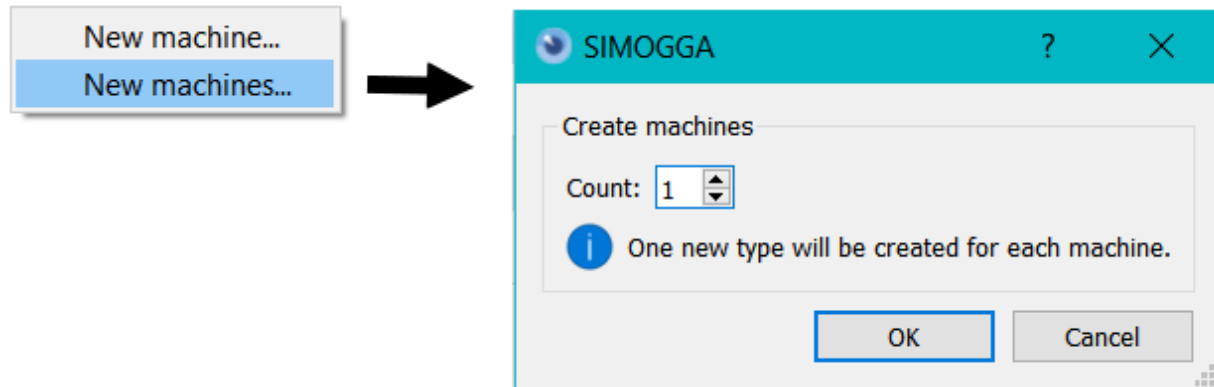 New machine...
New machines...
SIMOGGA
?
Create machines
Count: 1
i One new type will be created for each machine.
OK Cancel